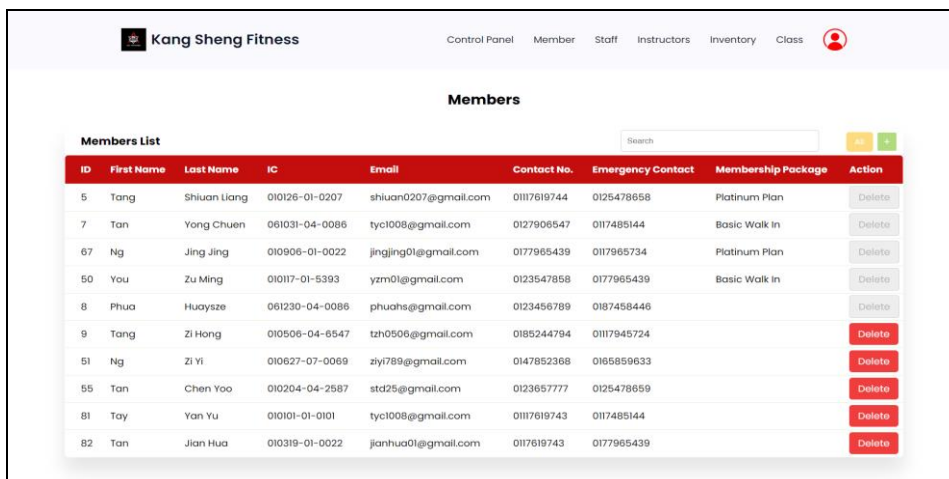 Kang Sheng Fitness Control Panel Member Staff Instructors Inventory Class
Members
Members List Search All +
ID First Name Last Name IC Email Contact No. Emergency Contact Membership Package Action
5 Tang Shiuan Liang 010126-01-0207 shiuan0207@gmail.com 01117619744 0125478658 Platinum Plan Delete
7 Tan Yong Chuen 061031-04-0086 tyc1008@gmail.com 0127906547 0117485144 Basic Walk In Delete
67 Ng Jing Jing 010906-01-0022 jingjing01@gmail.com 0177965439 0117965734 Platinum Plan Delete
50 You Zu Ming 010117-01-5393 yzm01@gmail.com 0123547858 0177965439 Basic Walk In Delete
8 Phua Huaysze 061230-04-0086 phuahs@gmail.com 0123456789 0187458446 Delete
9 Tang Zi Hong 010506-04-6547 tzh0506@gmail.com 0185244794 01117945724 Delete
51 Ng Zi Yi 010627-07-0069 ziyi789@gmail.com 0147852368 0165859633 Delete
55 Tan Chen Yoo 010204-04-2587 std25@gmail.com 0123657777 0125478659 Delete
81 Tay Yan Yu 010101-01-0101 tyc1008@gmail.com 01117619743 0117485144 Delete
82 Tan Jian Hua 010319-01-0022 jianhua01@gmail.com 0117619743 0177965439 Delete